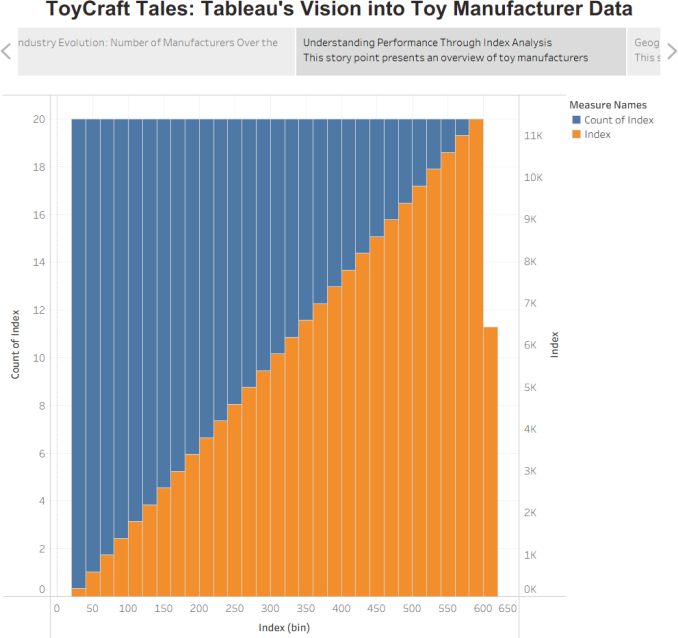 ToyCraft Tales: Tableau's Vision into Toy Manufacturer Data
ndustry Evolution: Number of Manufacturers Over the
Understanding Performance Through Index Analysis
This story point presents an overview of toy manufacturers
Geog
This s
Measure Names
Count of Index
Index
20
18
16
14
12
10
8
6
4
2
0
Count of Index
11K
10K
9K
8K
7K
6K
5K
4K
3K
2K
1K
0K
Index
0 50 100 150 200 250 300 350 400 450 500 550 600 650
Index (bin)